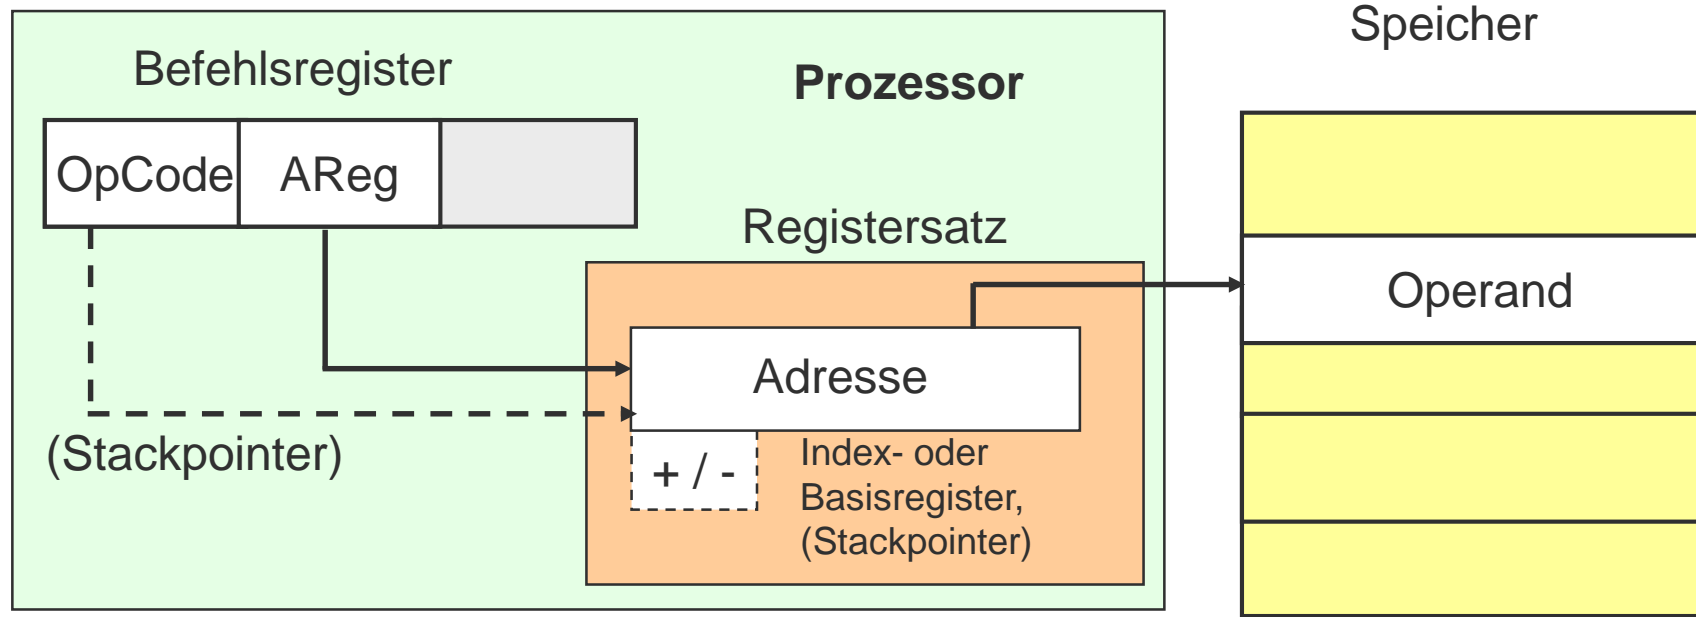 Speicher
Befehlsregister
Prozessor
OpCode
AReg
Registersatz
Operand
Adresse
(Stackpointer)
+ / -
Index- oder
Basisregister,
(Stackpointer)